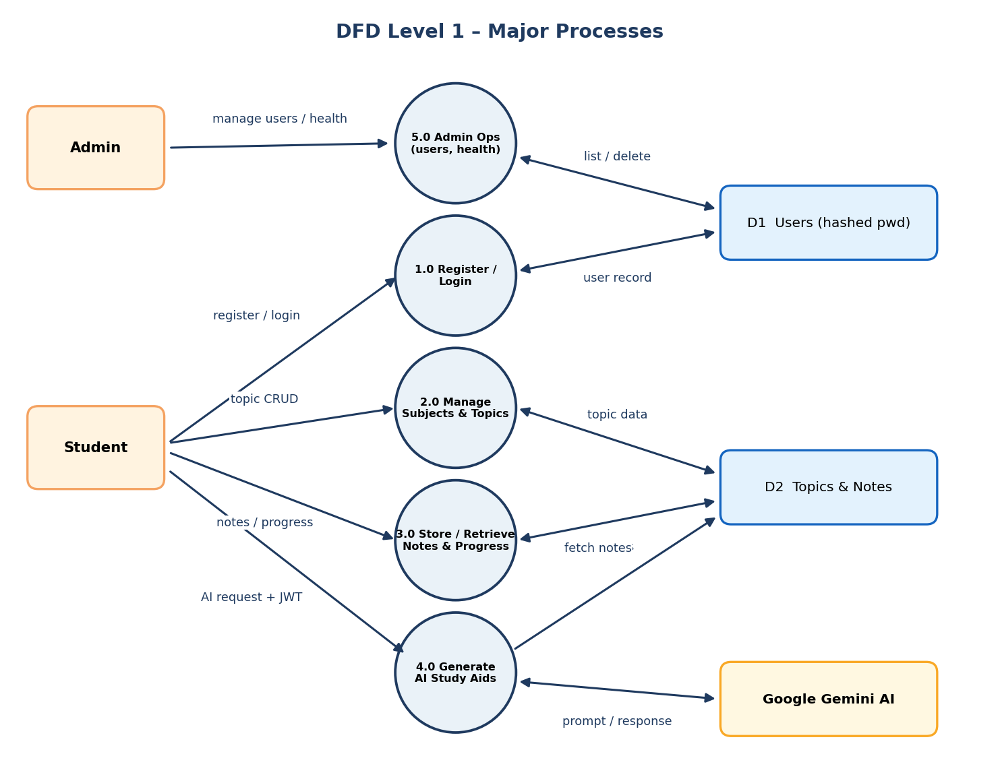 DFD Level 1 – Major Processes
Admin
manage users / health
5.0 Admin Ops
(users, health)
list / delete
D1  Users (hashed pwd)
1.0 Register /
Login
user record
register / login
topic CRUD
2.0 Manage
Subjects & Topics
topic data
Student
D2  Topics & Notes
notes / progress
3.0 Store / Retrieve
Notes & Progress
fetch notes
AI request + JWT
4.0 Generate
AI Study Aids
Google Gemini AI
prompt / response